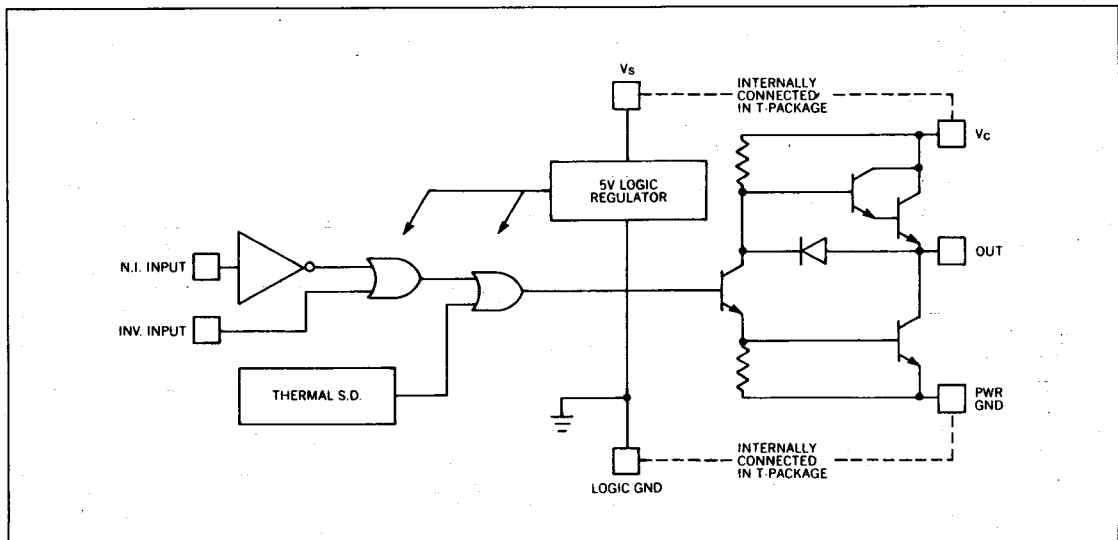 Vs
INTERNALLY
CONNECTED
IN T-PACKAGE
Vc
5V LOGIC
REGULATOR
N.I. INPUT
OUT
INV. INPUT
THERMAL S.D.
PWR
GND
INTERNALLY
CONNECTED
IN T-PACKAGE
LOGIC GND